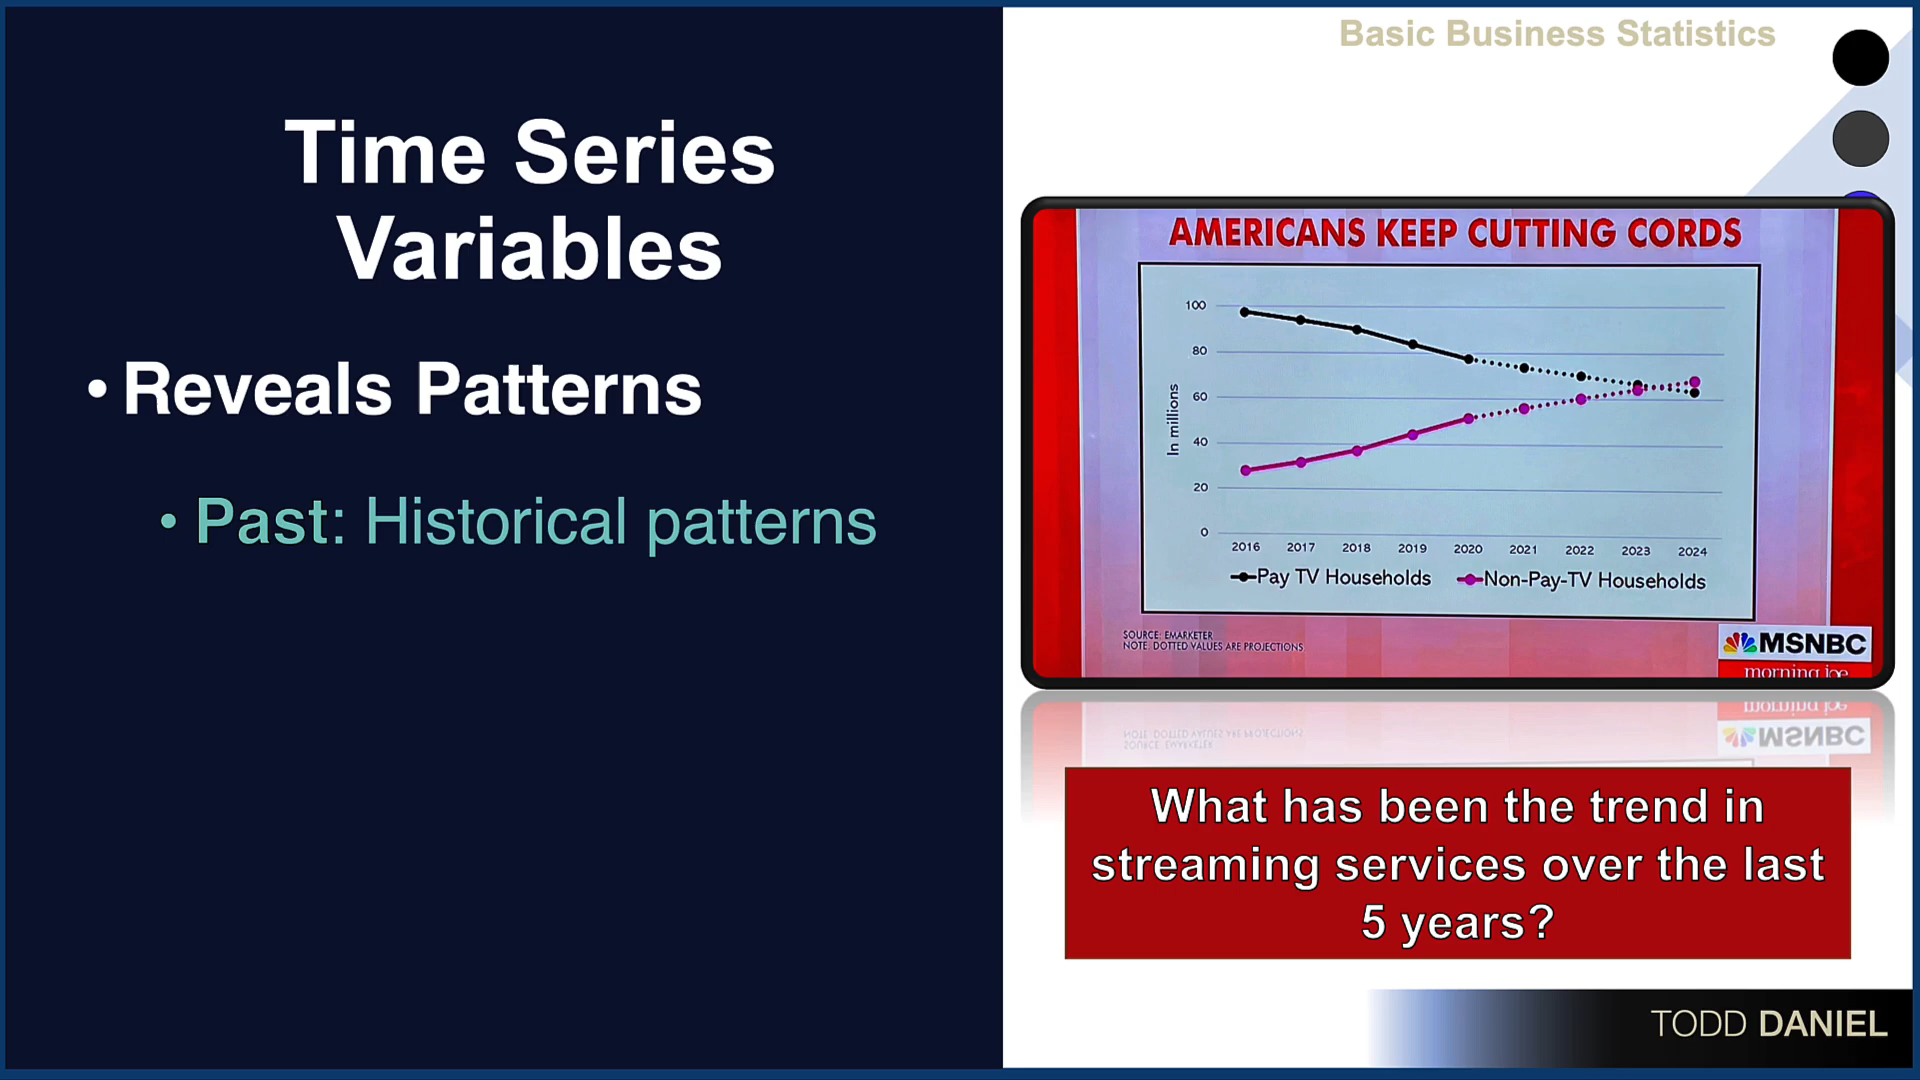 Basic Business Statistics
Time Series
Variables
• Reveals Patterns
• Past: Historical patterns
AMERICANS KEEP CUTTING CORDS
100
80
60
40
20
0
In millions
2016 2017 2018 2019 2020 2021 2022 2023 2024
Pay TV Households Non-Pay-TV Households
SOURCE: EMARKETER
NOTE: DOTTED VALUES ARE PROJECTIONS
MSNBC
morning joe
What has been the trend in
streaming services over the last
5 years?
TODD DANIEL